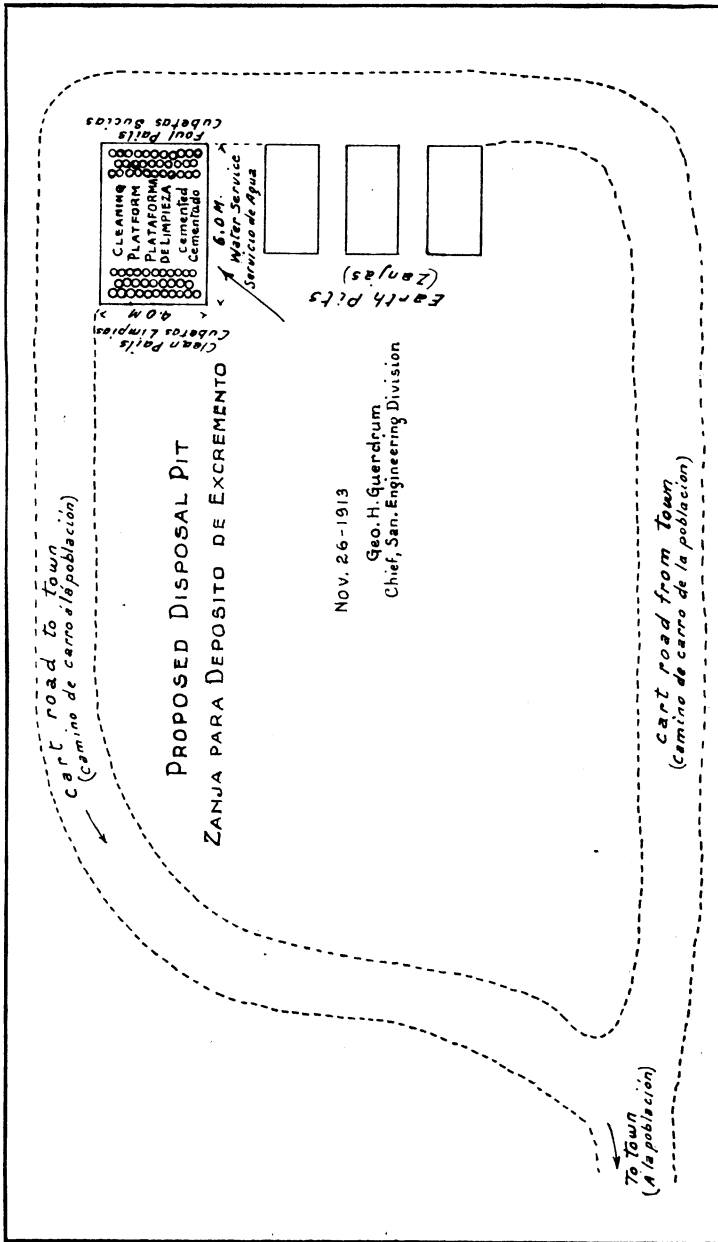 cart road to town
(camino de carro á la población)
Foul Pails
Cubetas Sucias
CLEANING
PLATFORM
PLATAFORMA
DE LIMPIEZA
Cemented
Cementado
6.0 M.
Water Service
Servicio de Agua
4.0 M
Clean Pails
Cubetas Limpias
Earth Pits
(Zanjas)
PROPOSED DISPOSAL PIT
ZANJA PARA DEPOSITO DE EXCREMENTO
Nov. 26-1913
Geo. H. Guerdrum
Chief, San. Engineering Division
cart road from town
(camino de carro de la población)
To town
(A la población)